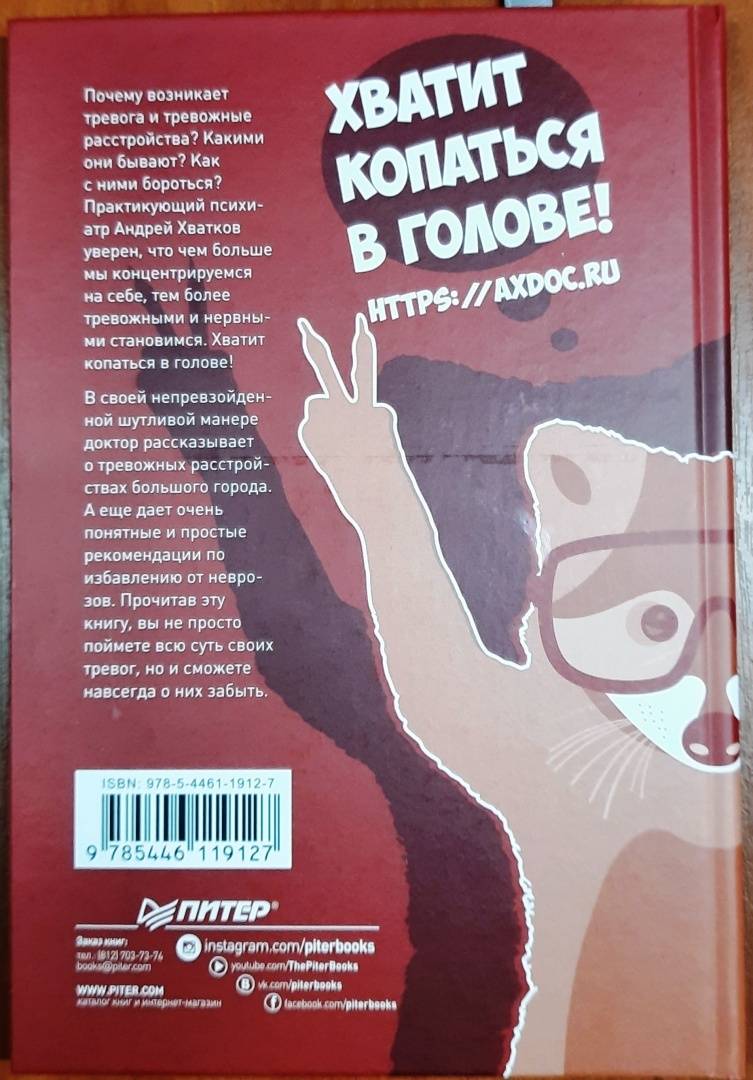 Почему возникает
тревога и тревожные
расстройства? Какими
они бывают? Как
с ними бороться?
Практикующий психи-
атр Андрей Хватков
уверен, что чем больше
мы концентрируемся
на себе, тем более
тревожными и нервны-
ми становимся. Хватит
копаться в голове!
В своей непревзойден-
ной шутливой манере
доктор рассказывает
о тревожных расстрой-
ствах большого города.
А еще дает очень
понятные и простые
рекомендации по
избавлению от невро-
зов. Прочитав эту
книгу, вы не просто
поймете всю суть своих
тревог, но и сможете
навсегда о них забыть.
ХВАТИТ
КОПАТЬСЯ
В ГОЛОВЕ!
HTTPS://AXDOC.RU
ISBN: 978-5-4461-1912-7
9 785446 119127
ПИТЕР®
Заказ книг:
тел.: (812) 703-73-74
books@piter.com
WWW.PITER.COM
каталог книг и интернет-магазин
instagram.com/piterbooks
youtube.com/ThePiterBooks
vk.com/piterbooks
facebook.com/piterbooks